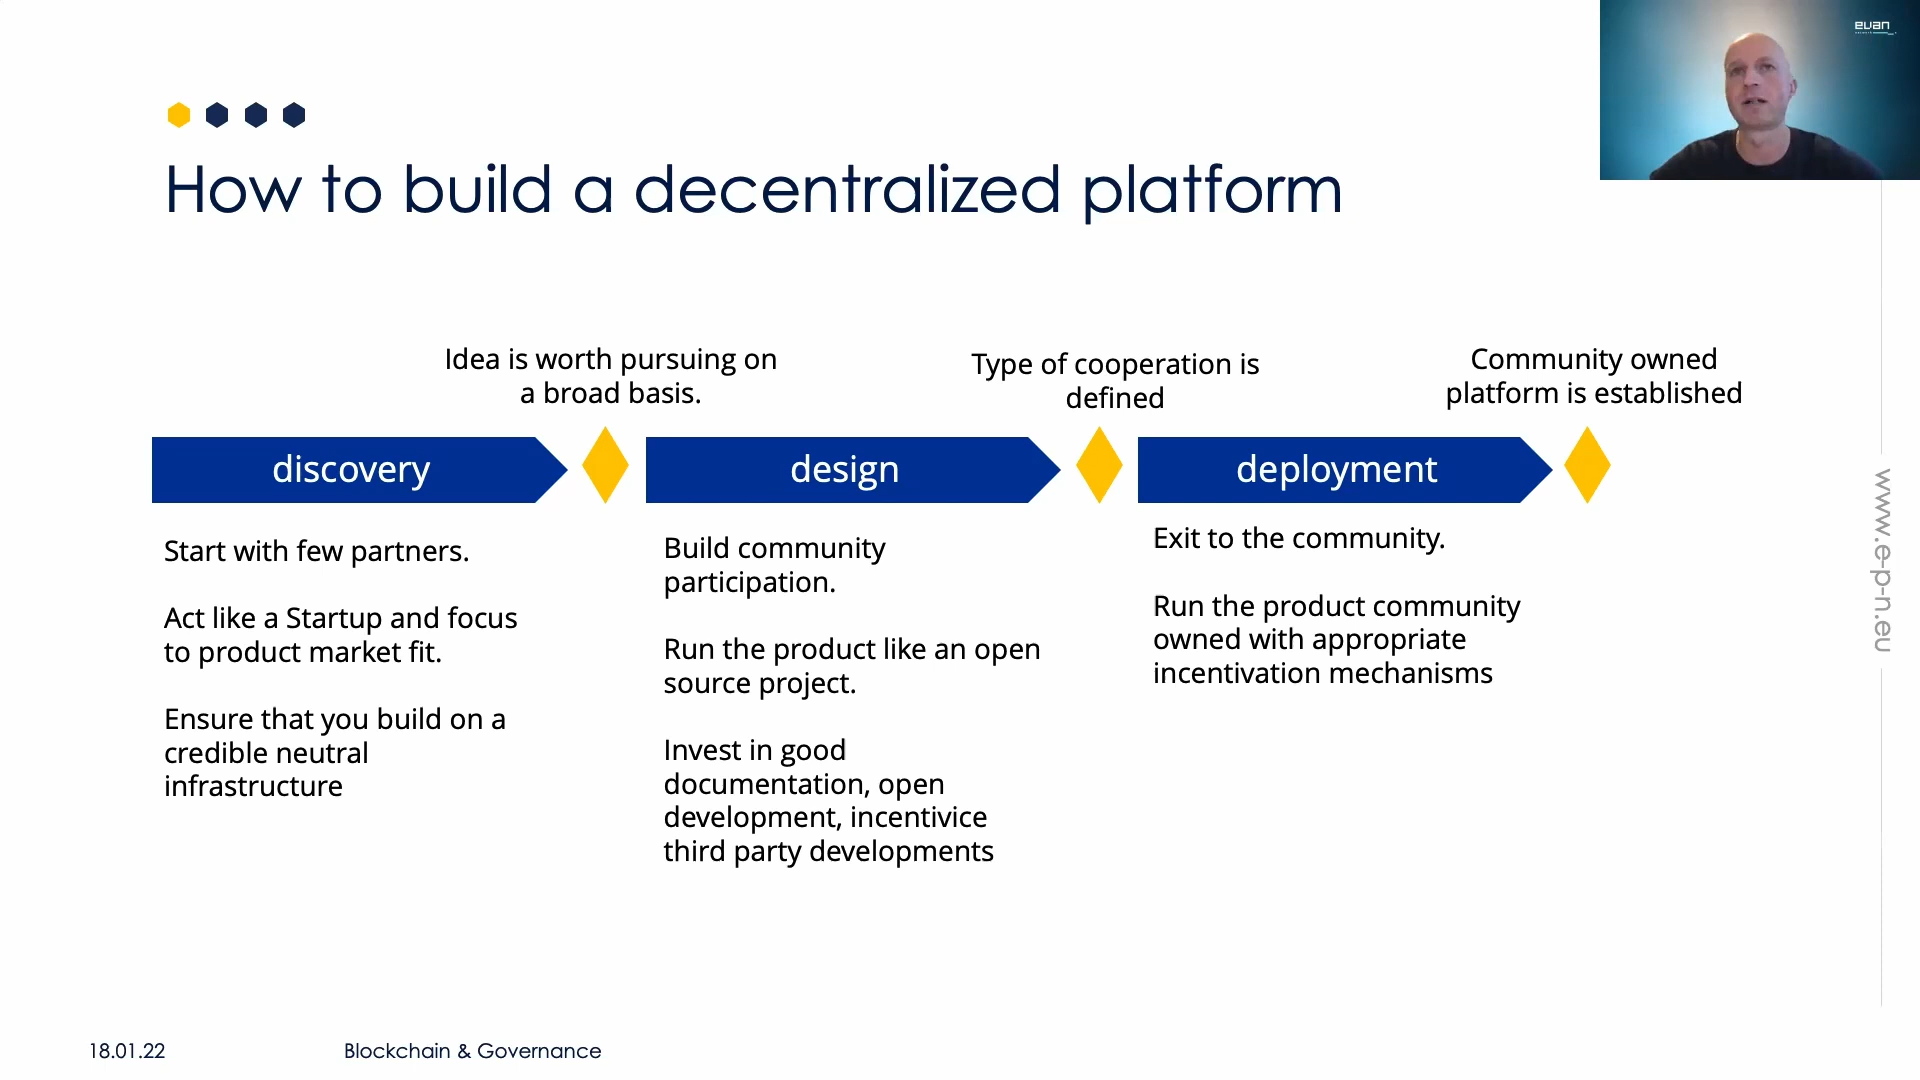 evan
How to build a decentralized platform
Idea is worth pursuing on
a broad basis.
Type of cooperation is
defined
Community owned
platform is established
discovery
design
deployment
Start with few partners.
Act like a Startup and focus
to product market fit.
Ensure that you build on a
credible neutral
infrastructure
Build community
participation.
Run the product like an open
source project.
Invest in good
documentation, open
development, incentivice
third party developments
Exit to the community.
Run the product community
owned with appropriate
incentivation mechanisms
www.e-p-n.eu
18.01.22
Blockchain & Governance